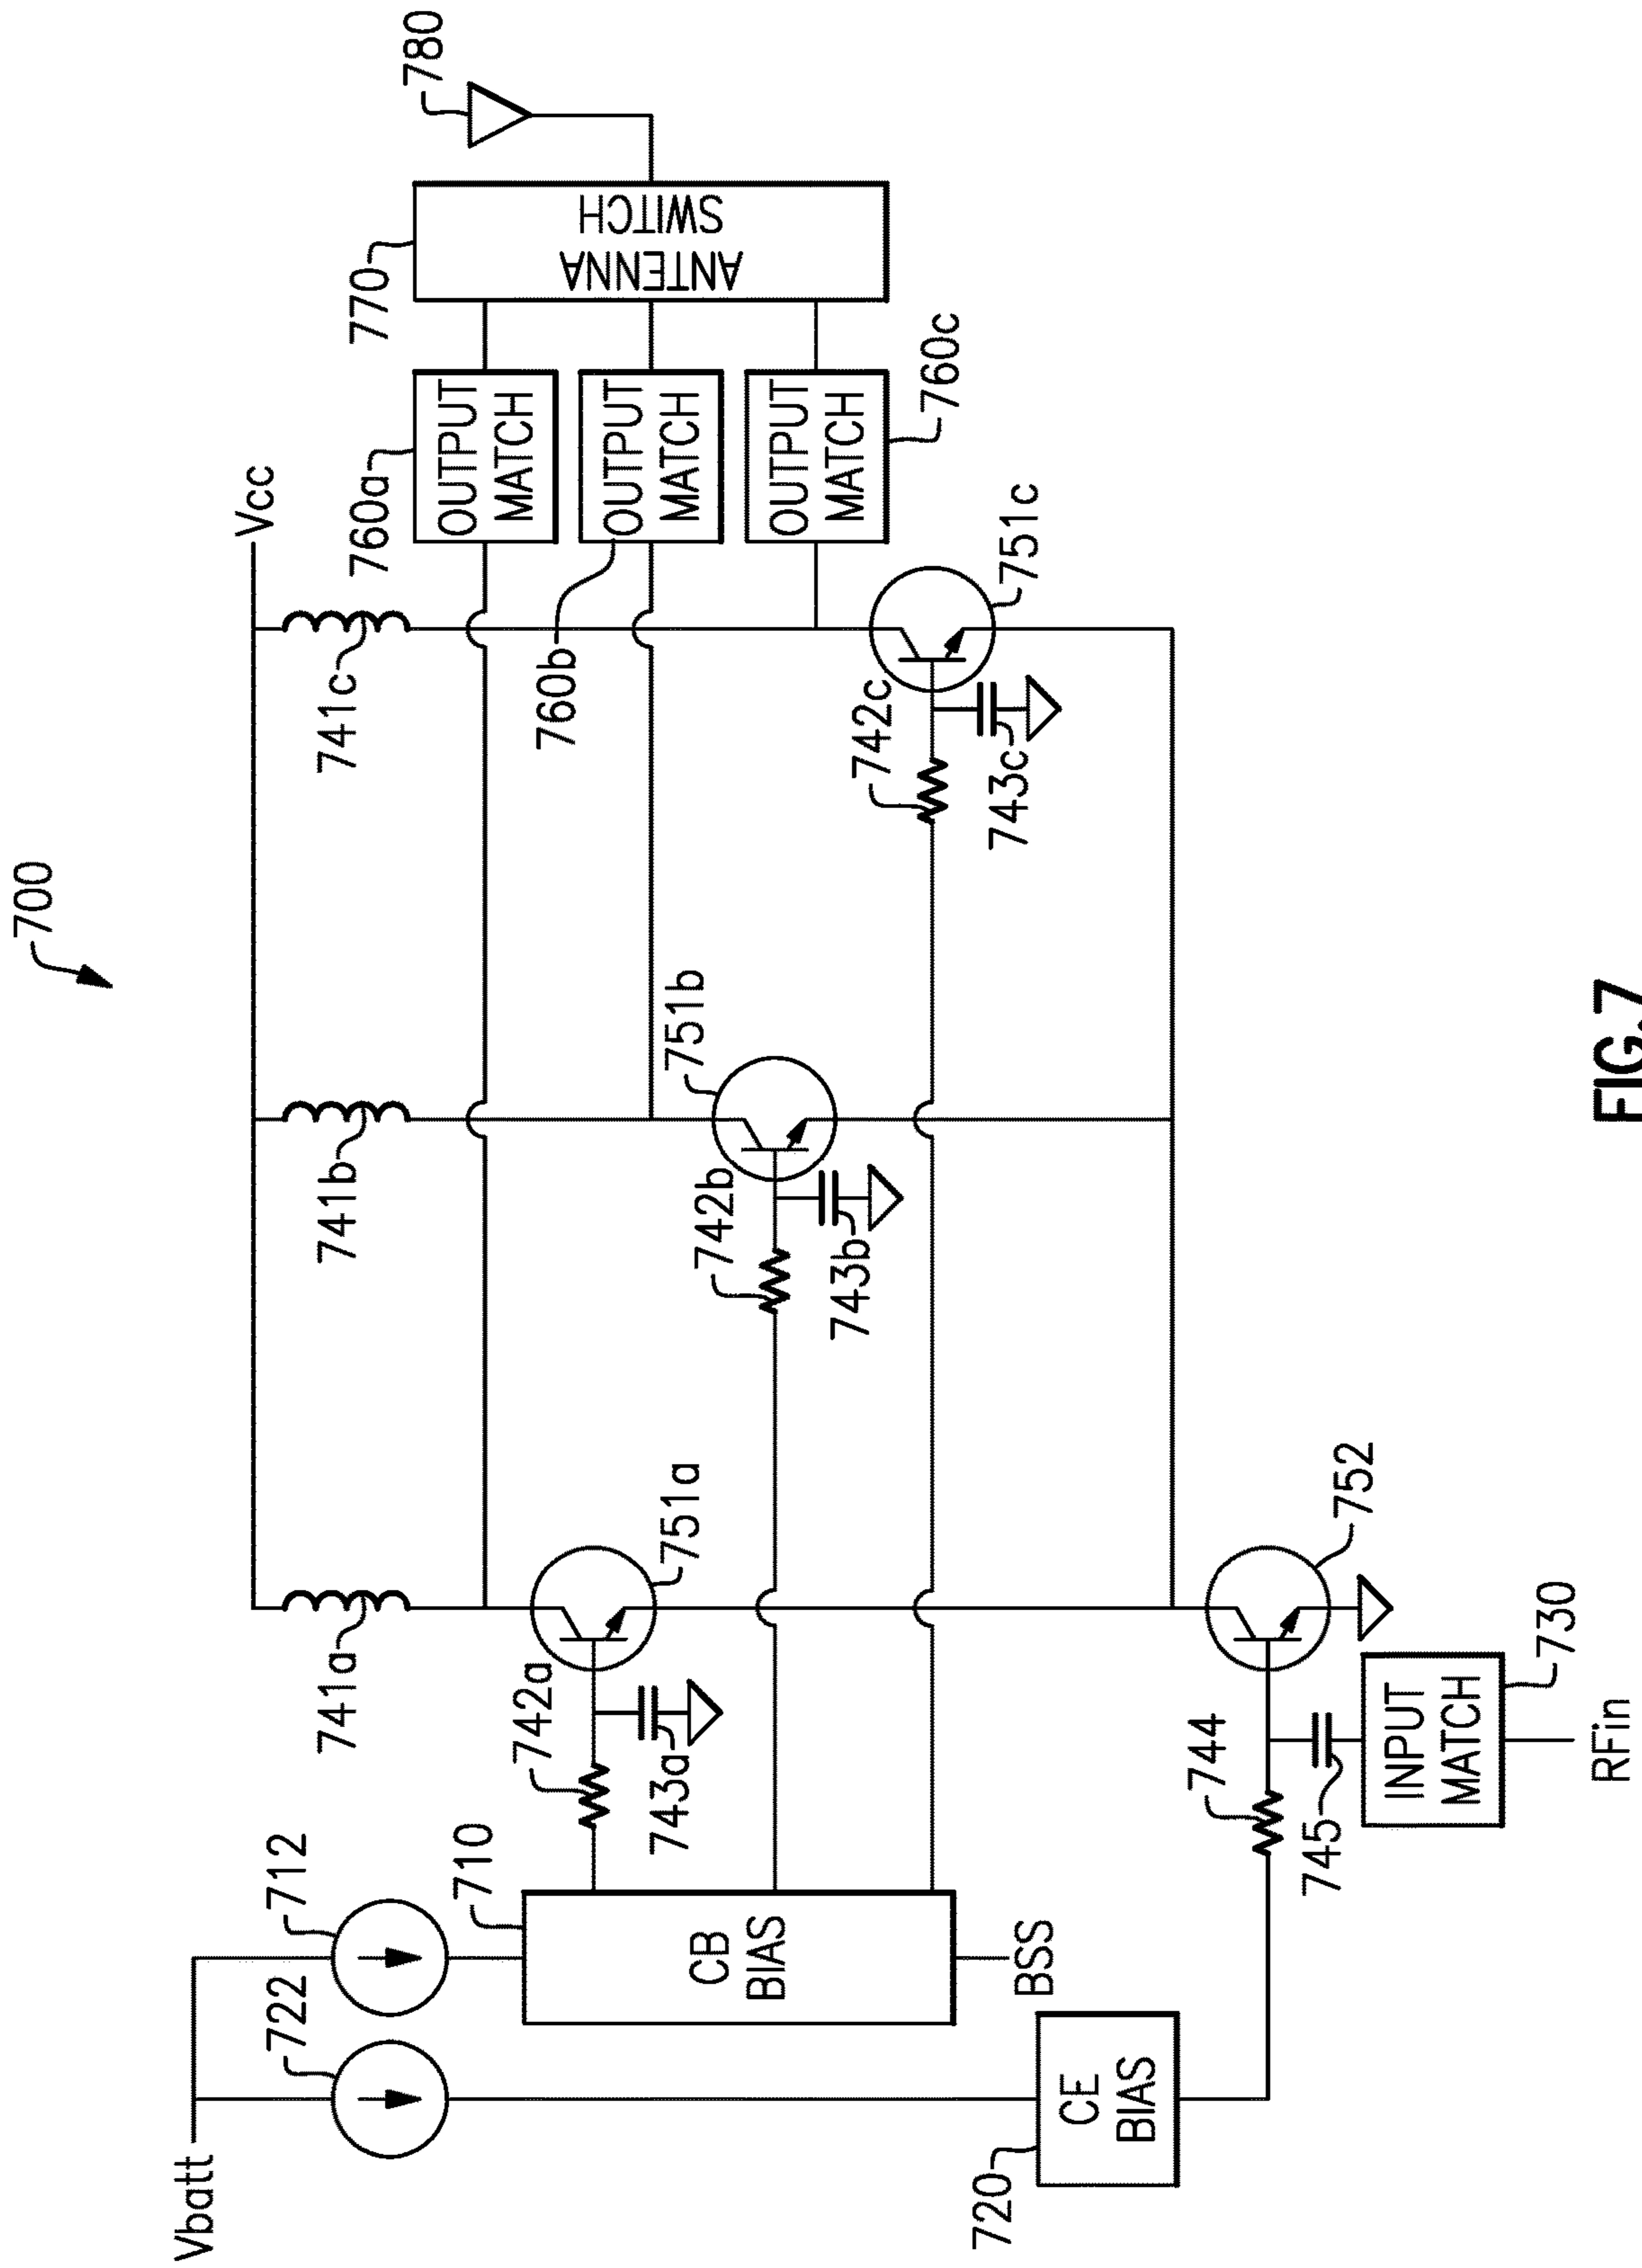 700
Vbatt
722
712
Vcc
741a
741b
741c
760a
OUTPUT
MATCH
770
ANTENNA
SWITCH
780
760b
OUTPUT
MATCH
OUTPUT
MATCH
760c
710
CB
BIAS
BSS
742a
743a
751a
742b
743b
751b
742c
743c
751c
720
CE
BIAS
744
745
752
INPUT
MATCH
730
RFin
FIG.7